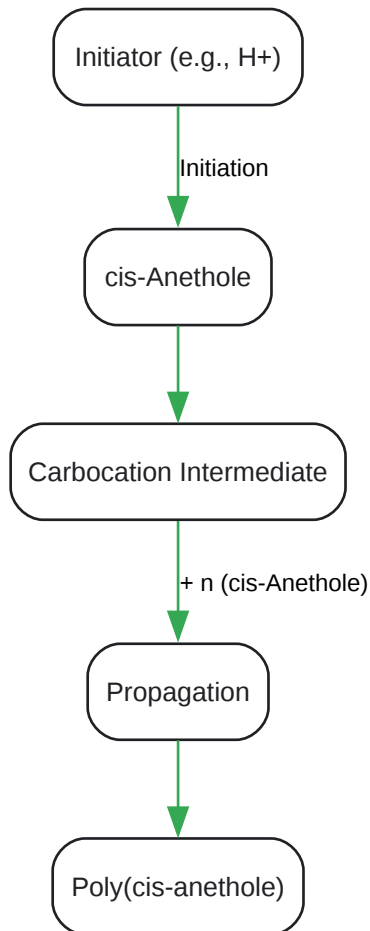 Initiator (e.g., H+)
Initiation
cis-Anethole
Carbocation Intermediate
+ n (cis-Anethole)
Propagation
Poly(cis-anethole)